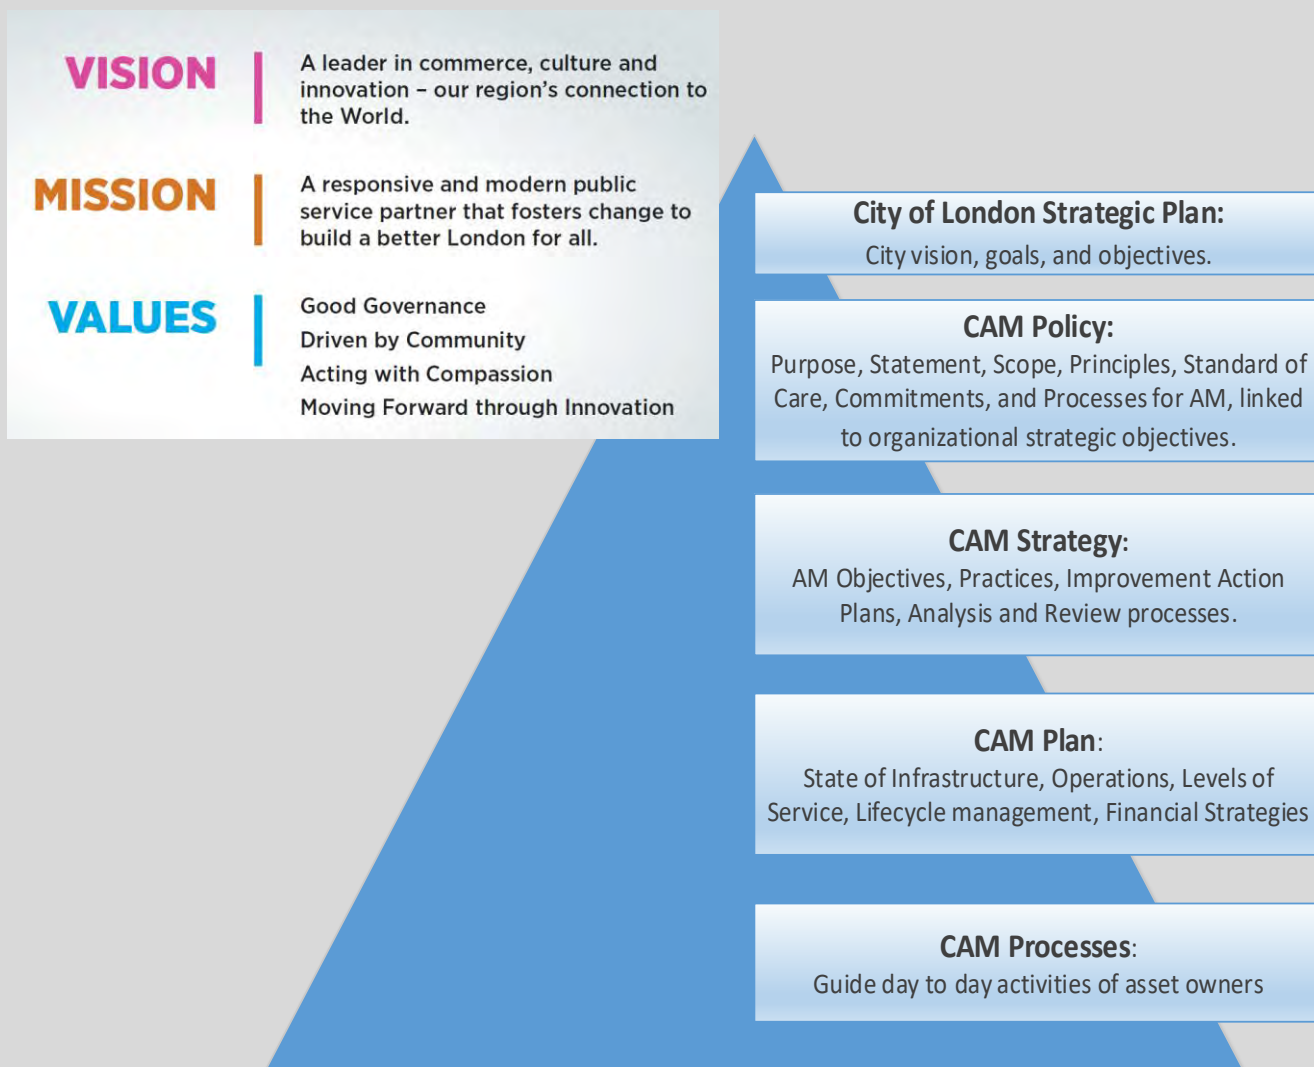 VISION
A leader in commerce, culture and
innovation – our region's connection to
the World.
MISSION
A responsive and modern public
service partner that fosters change to
build a better London for all.
VALUES
Good Governance
Driven by Community
Acting with Compassion
Moving Forward through Innovation
City of London Strategic Plan:
City vision, goals, and objectives.
CAM Policy:
Purpose, Statement, Scope, Principles, Standard of
Care, Commitments, and Processes for AM, linked
to organizational strategic objectives.
CAM Strategy:
AM Objectives, Practices, Improvement Action
Plans, Analysis and Review processes.
CAM Plan:
State of Infrastructure, Operations, Levels of
Service, Lifecycle management, Financial Strategies
CAM Processes:
Guide day to day activities of asset owners